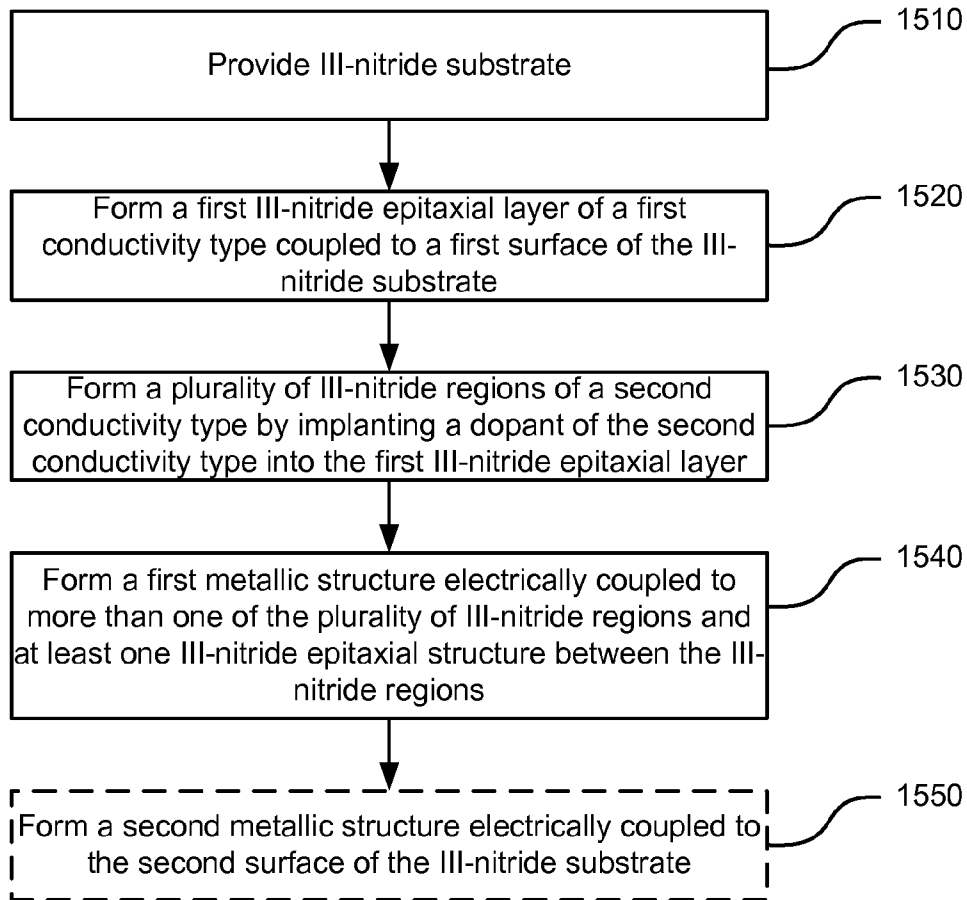 1510
Provide III-nitride substrate
1520
Form a first III-nitride epitaxial layer of a first
conductivity type coupled to a first surface of the III-
nitride substrate
1530
Form a plurality of III-nitride regions of a second
conductivity type by implanting a dopant of the second
conductivity type into the first III-nitride epitaxial layer
1540
Form a first metallic structure electrically coupled to
more than one of the plurality of III-nitride regions and
at least one III-nitride epitaxial structure between the III-
nitride regions
1550
Form a second metallic structure electrically coupled to
the second surface of the III-nitride substrate